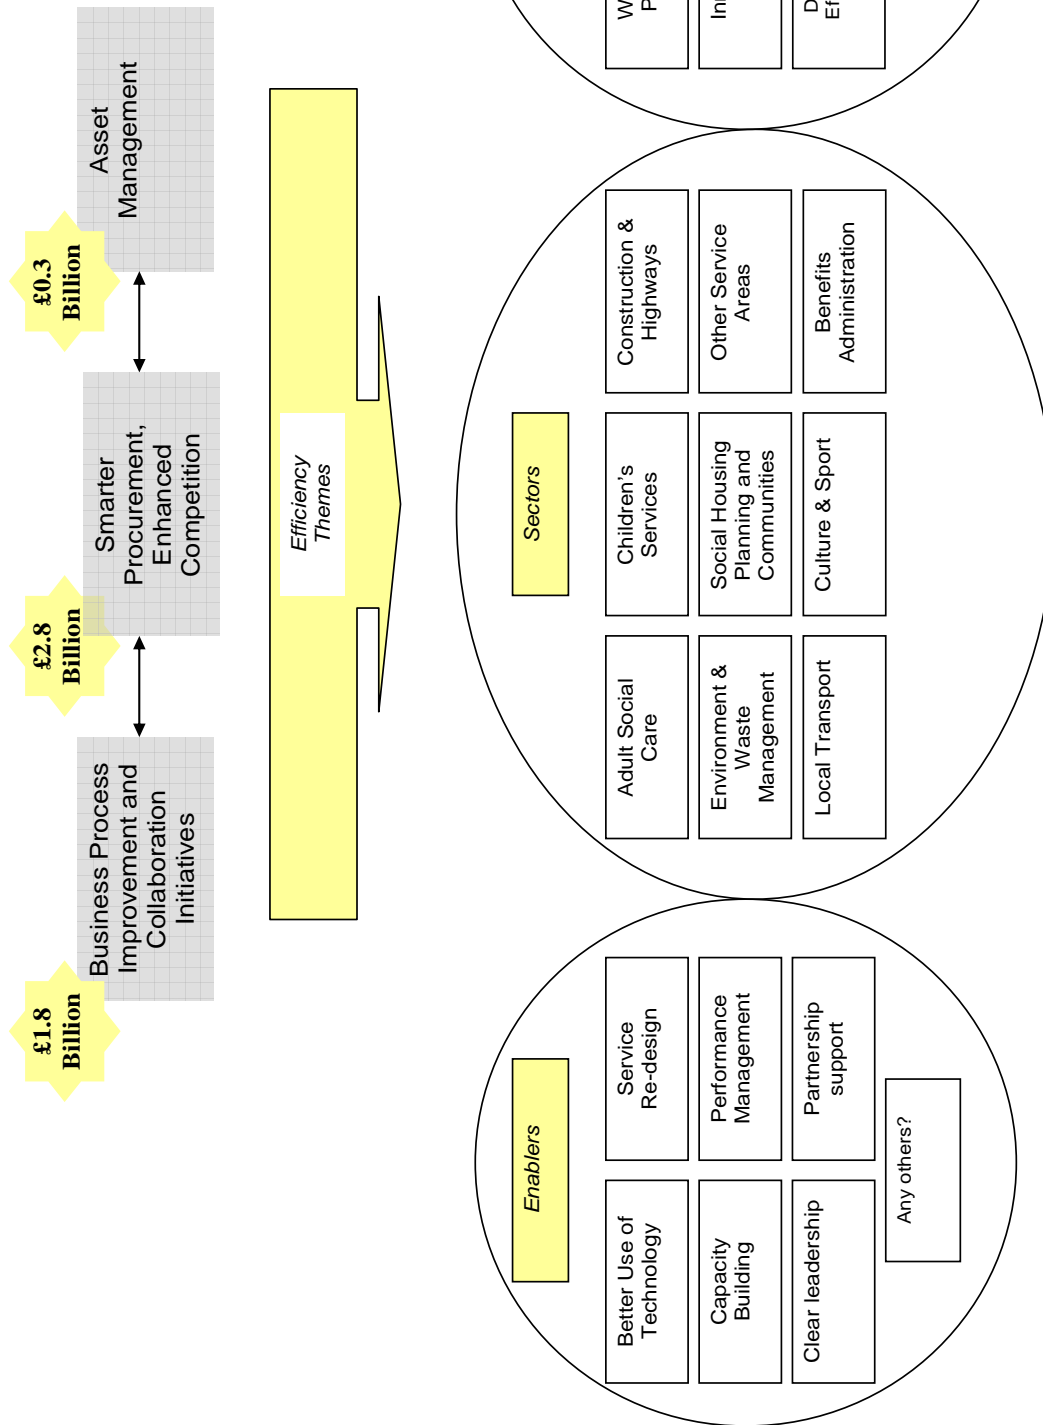 £1.8
Billion
Business Process
Improvement and
Collaboration
Initiatives
£2.8
Billion
Smarter
Procurement,
Enhanced
Competition
£0.3
Billion
Asset
Management
Efficiency
Themes
Enablers
Better Use of
Technology
Service
Re-design
Capacity
Building
Performance
Management
Clear leadership
Partnership
support
Any others?
Sectors
Adult Social
Care
Children's
Services
Construction &
Highways
Environment &
Waste
Management
Social Housing
Planning and
Communities
Other Service
Areas
Local Transport
Culture & Sport
Benefits
Administration